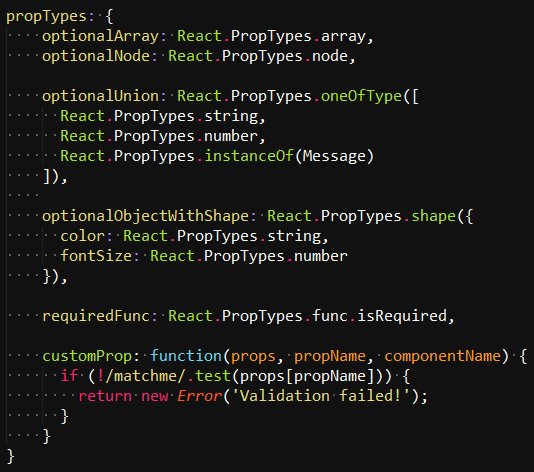 propTypes: {
    optionalArray: React.PropTypes.array,
    optionalNode: React.PropTypes.node,

    optionalUnion: React.PropTypes.oneOfType([
      React.PropTypes.string,
      React.PropTypes.number,
      React.PropTypes.instanceOf(Message)
    ]),

    optionalObjectWithShape: React.PropTypes.shape({
      color: React.PropTypes.string,
      fontSize: React.PropTypes.number
    }),

    requiredFunc: React.PropTypes.func.isRequired,

    customProp: function(props, propName, componentName) {
      if (!/matchme/.test(props[propName])) {
        return new Error('Validation failed!');
      }
    }
}